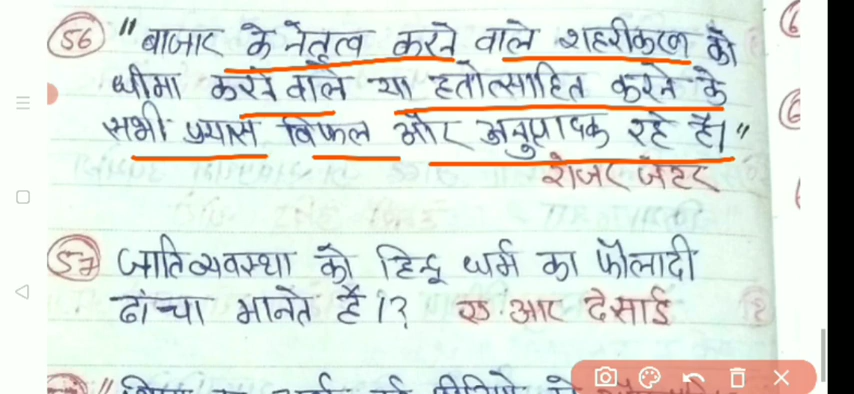 56 "बाजार के नेतृत्व करने वाले शहरीकरण को
धीमा करने वाले या हतोत्साहित करने के
सभी प्रयास विफल और अनुत्पादक रहे है।"
रोजर जेटर
57 जातिव्यवस्था को हिन्दू धर्म का फौलादी
ढांचा मानते है।? ए. आर देसाई